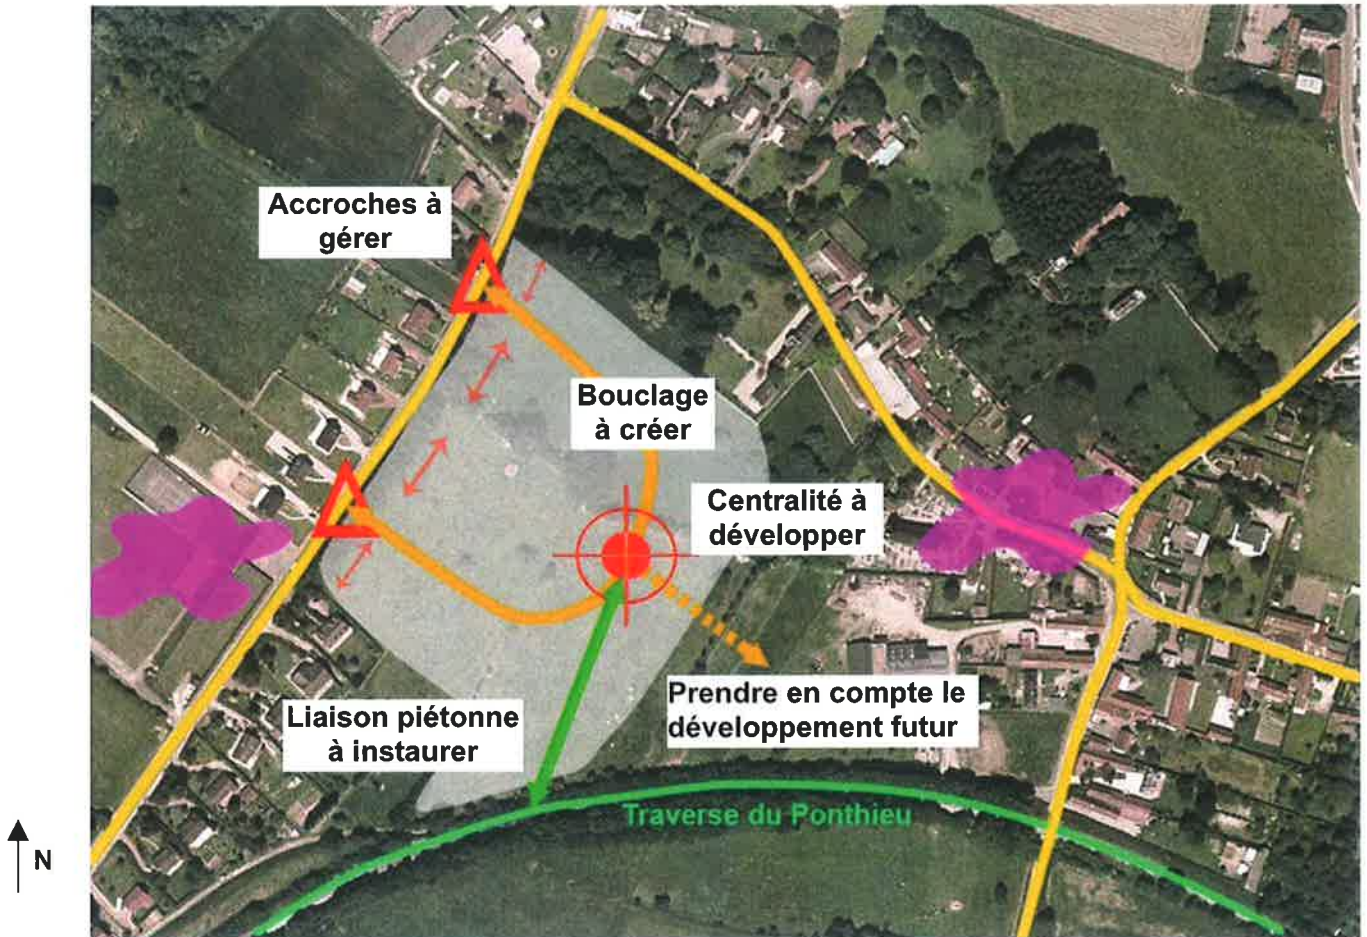 Accroches à
gérer
Bouclage
à créer
Centralité à
développer
Prendre en compte le
développement futur
Liaison piétonne
à instaurer
Traverse du Ponthieu
N